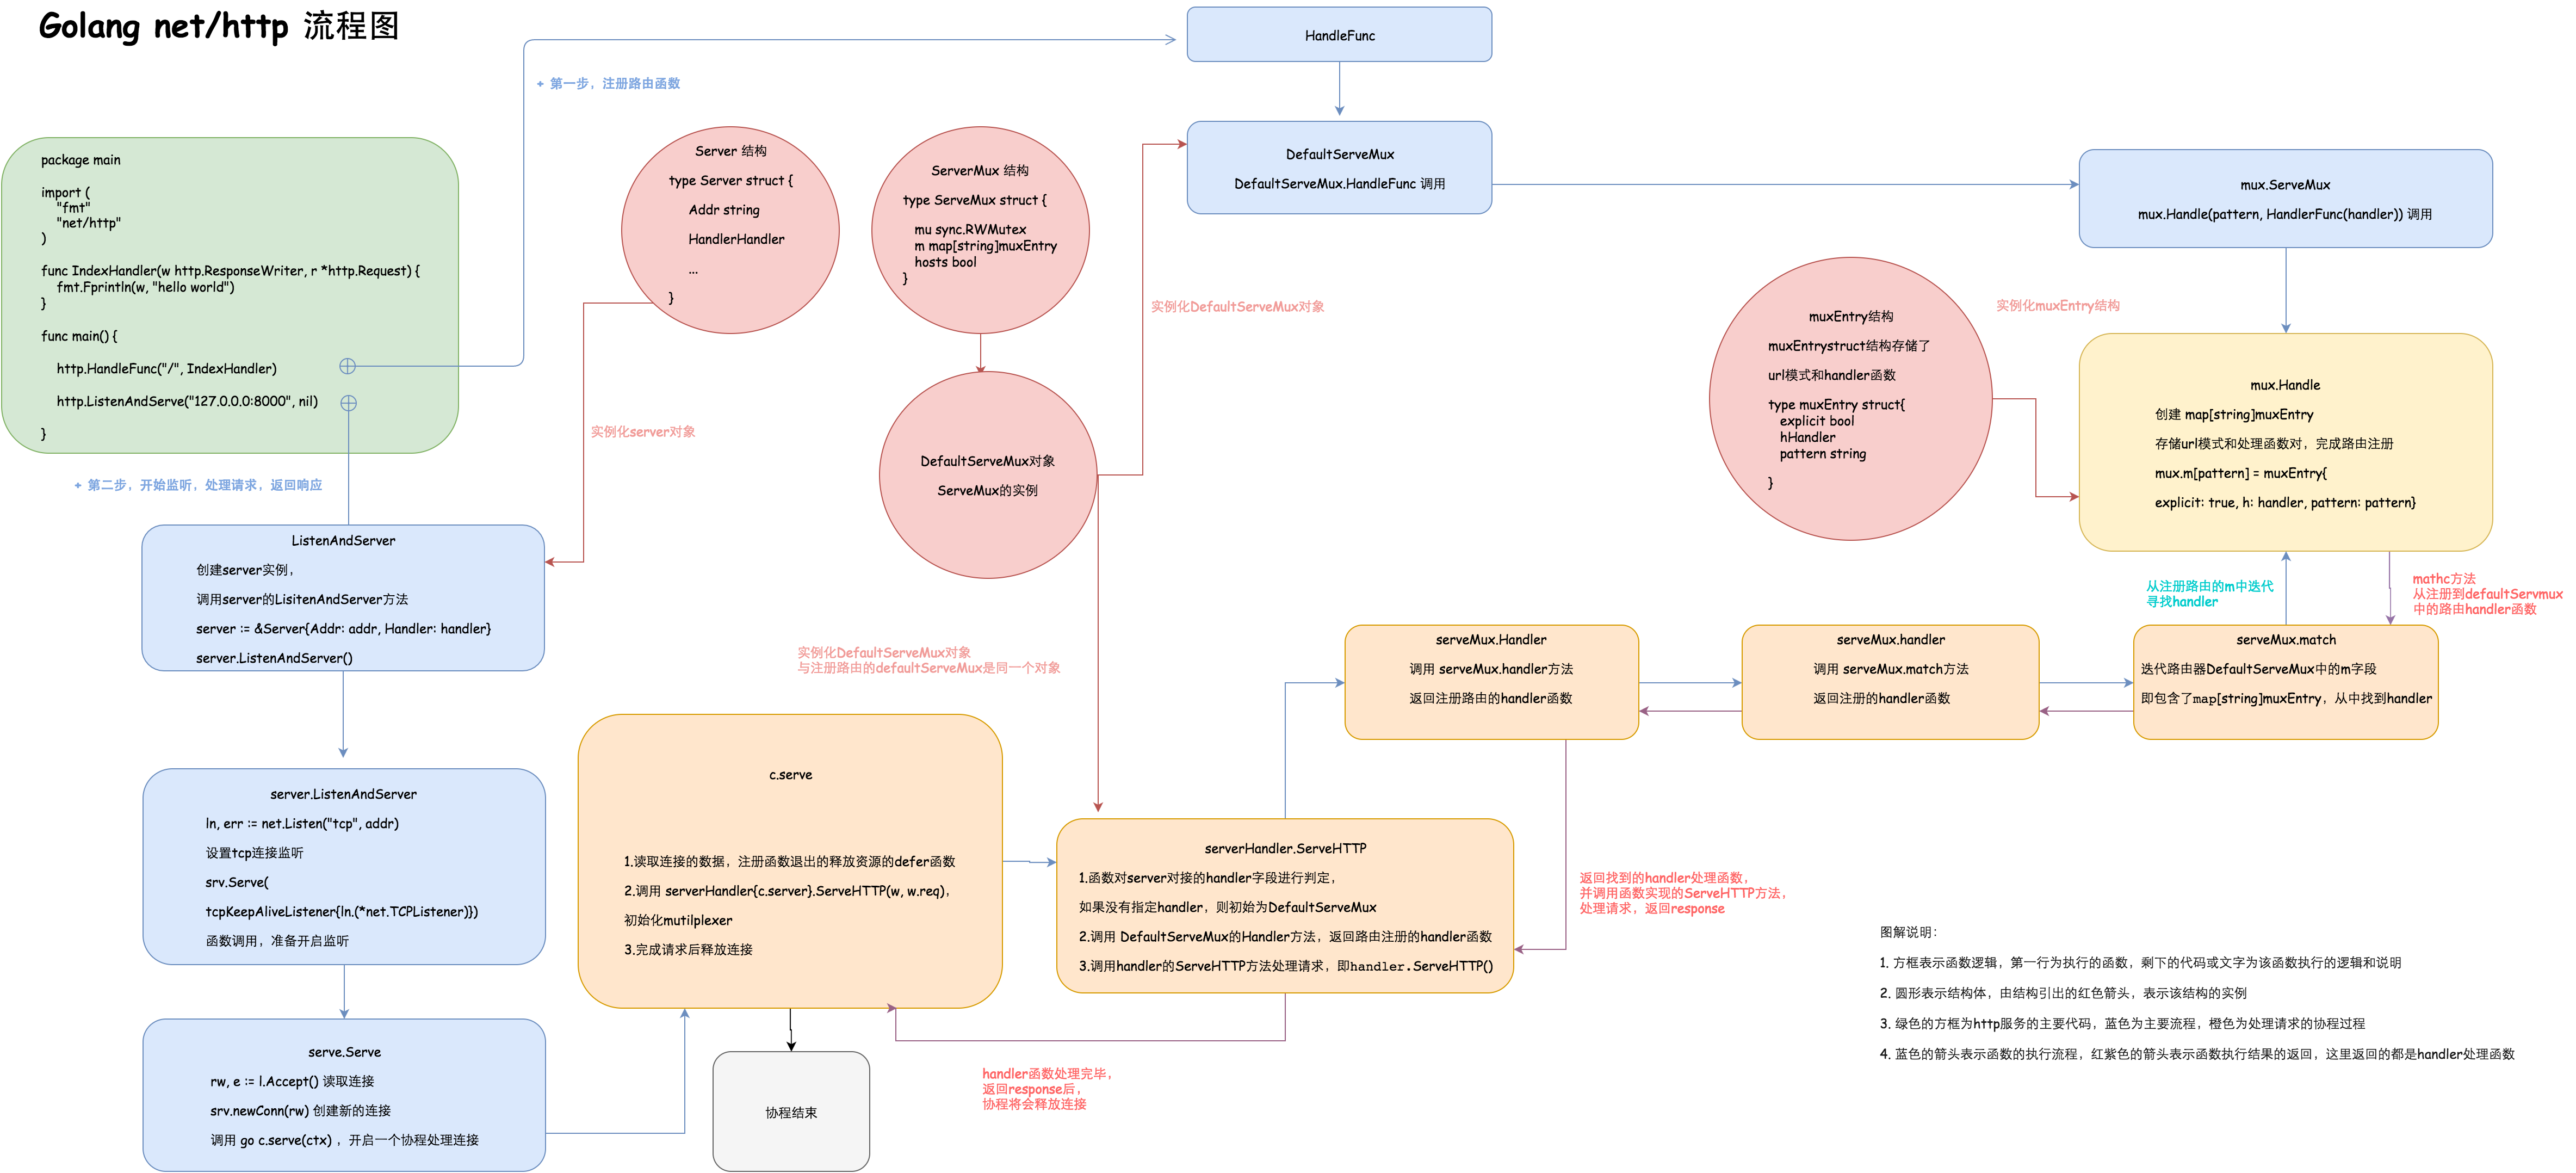 Golang net/http 流程图
HandleFunc
+ 第一步，注册路由函数
DefaultServeMux
DefaultServeMux.HandleFunc 调用
mux.ServeMux
mux.Handle(pattern, HandlerFunc(handler)) 调用
package main
import (
"fmt"
"net/http"
)
func IndexHandler(w http.ResponseWriter, r *http.Request) {
fmt.Fprintln(w, "hello world")
}
func main() {
http.HandleFunc("/", IndexHandler)
http.ListenAndServe("127.0.0.0:8000", nil)
}
Server 结构
type Server struct {
Addr string
HandlerHandler
...
}
ServerMux 结构
type ServeMux struct {
mu sync.RWMutex
m map[string]muxEntry
hosts bool
}
实例化DefaultServeMux对象
muxEntry结构
muxEntrystruct结构存储了
url模式和handler函数
type muxEntry struct{
explicit bool
hHandler
pattern string
}
实例化muxEntry结构
mux.Handle
创建 map[string]muxEntry
存储url模式和处理函数对，完成路由注册
mux.m[pattern] = muxEntry{
explicit: true, h: handler, pattern: pattern}
实例化server对象
DefaultServeMux对象
ServeMux的实例
+ 第二步，开始监听，处理请求，返回响应
ListenAndServer
创建server实例，
调用server的LisitenAndServer方法
server := &Server{Addr: addr, Handler: handler}
server.ListenAndServer()
实例化DefaultServeMux对象
与注册路由的defaultServeMux是同一个对象
从注册路由的m中迭代
寻找handler
mathc方法
从注册到defaultServmux
中的路由handler函数
serveMux.Handler
调用 serveMux.handler方法
返回注册路由的handler函数
serveMux.handler
调用 serveMux.match方法
返回注册的handler函数
serveMux.match
迭代路由器DefaultServeMux中的m字段
即包含了map[string]muxEntry，从中找到handler
server.ListenAndServer
ln, err := net.Listen("tcp", addr)
设置tcp连接监听
srv.Serve(
tcpKeepAliveListener{ln.(*net.TCPListener)})
函数调用，准备开启监听
c.serve
1.读取连接的数据，注册函数退出的释放资源的defer函数
2.调用 serverHandler{c.server}.ServeHTTP(w, w.req)，
初始化mutilplexer
3.完成请求后释放连接
serverHandler.ServeHTTP
1.函数对server对接的handler字段进行判定，
如果没有指定handler，则初始为DefaultServeMux
2.调用 DefaultServeMux的Handler方法，返回路由注册的handler函数
3.调用handler的ServeHTTP方法处理请求，即handler.ServeHTTP()
返回找到的handler处理函数，
并调用函数实现的ServeHTTP方法，
处理请求，返回response
serve.Serve
rw, e := l.Accept() 读取连接
srv.newConn(rw) 创建新的连接
调用 go c.serve(ctx) ，开启一个协程处理连接
协程结束
handler函数处理完毕，
返回response后，
协程将会释放连接
图解说明：
1. 方框表示函数逻辑，第一行为执行的函数，剩下的代码或文字为该函数执行的逻辑和说明
2. 圆形表示结构体，由结构引出的红色箭头，表示该结构的实例
3. 绿色的方框为http服务的主要代码，蓝色为主要流程，橙色为处理请求的协程过程
4. 蓝色的箭头表示函数的执行流程，红紫色的箭头表示函数执行结果的返回，这里返回的都是handler处理函数